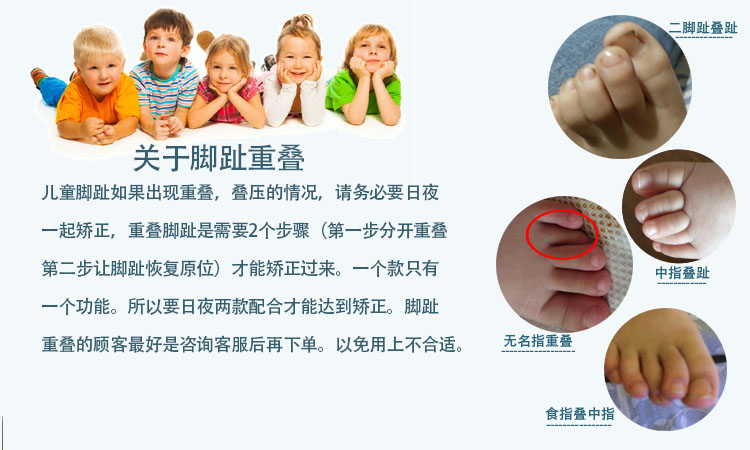 关于脚趾重叠
儿童脚趾如果出现重叠，叠压的情况，请务必要日夜
一起矫正，重叠脚趾是需要2个步骤（第一步分开重叠
第二步让脚趾恢复原位）才能矫正过来。一个款只有
一个功能。所以要日夜两款配合才能达到矫正。脚趾
重叠的顾客最好是咨询客服后再下单。以免用上不合适。
二脚趾叠趾
中指叠趾
无名指重叠
食指叠中指